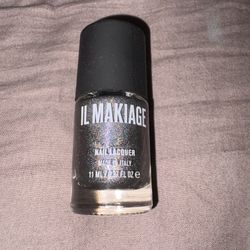 IL MAKIAGE
NAIL LACQUER
MADE IN ITALY
11 ML / 0.37 FL OZ ℮